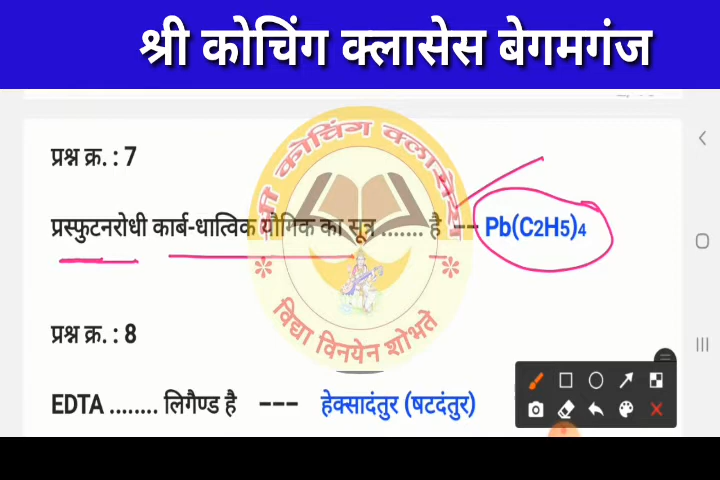 श्री कोचिंग क्लासेस बेगमगंज
प्रश्न क्र. : 7
प्रस्फुटनरोधी कार्ब-धात्विक यौगिक का सूत्र ....... है -- Pb(C2H5)4
श्री कोचिंग क्लासेस
विद्या विनयेन शोभते
प्रश्न क्र. : 8
EDTA ........ लिगैण्ड है --- हेक्सादंतुर (षटदंतुर)